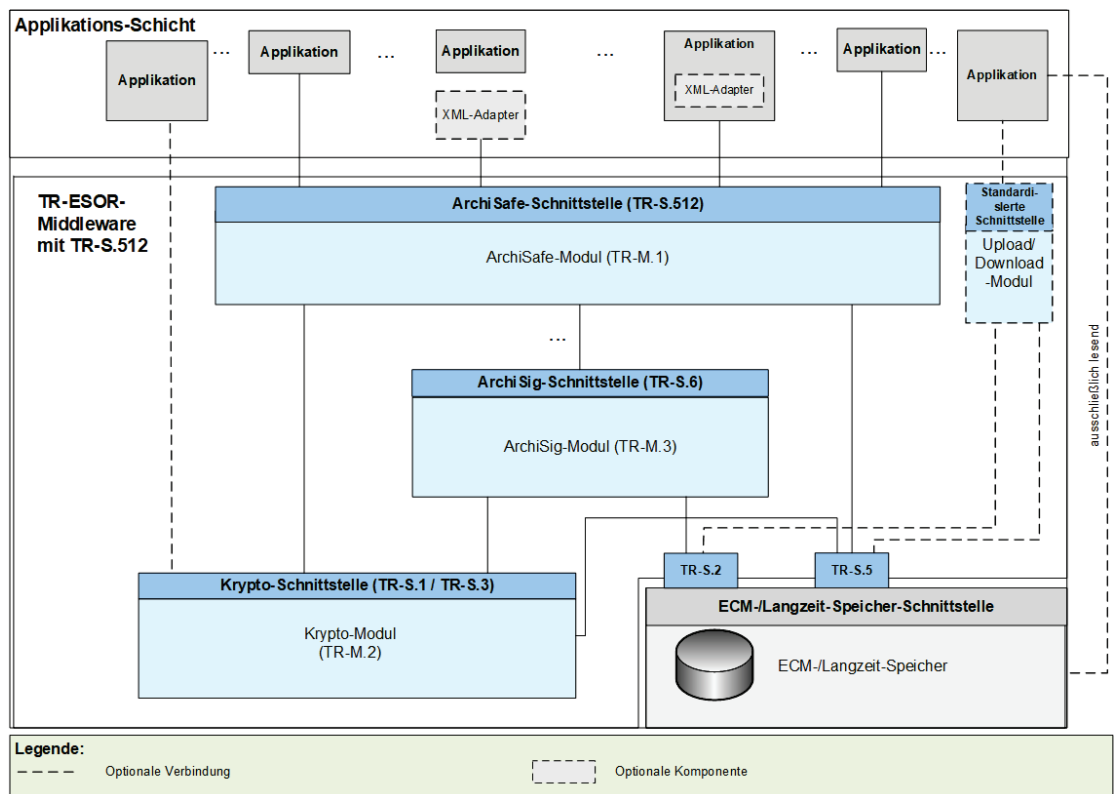 Applikations-Schicht
Applikation
...
Applikation
...
Applikation
...
Applikation
...
Applikation
...
Applikation
XML-Adapter
XML-Adapter
TR-ESOR-
Middleware
mit TR-S.512
ArchiSafe-Schnittstelle (TR-S.512)
ArchiSafe-Modul (TR-M.1)
Standardi-
sierte
Schnittstelle
Upload/
Download
-Modul
ausschließlich lesend
...
ArchiSig-Schnittstelle (TR-S.6)
ArchiSig-Modul (TR-M.3)
Krypto-Schnittstelle (TR-S.1 / TR-S.3)
Krypto-Modul
(TR-M.2)
TR-S.2
TR-S.5
ECM-/Langzeit-Speicher-Schnittstelle
ECM-/Langzeit-Speicher
Legende:
Optionale Verbindung
Optionale Komponente